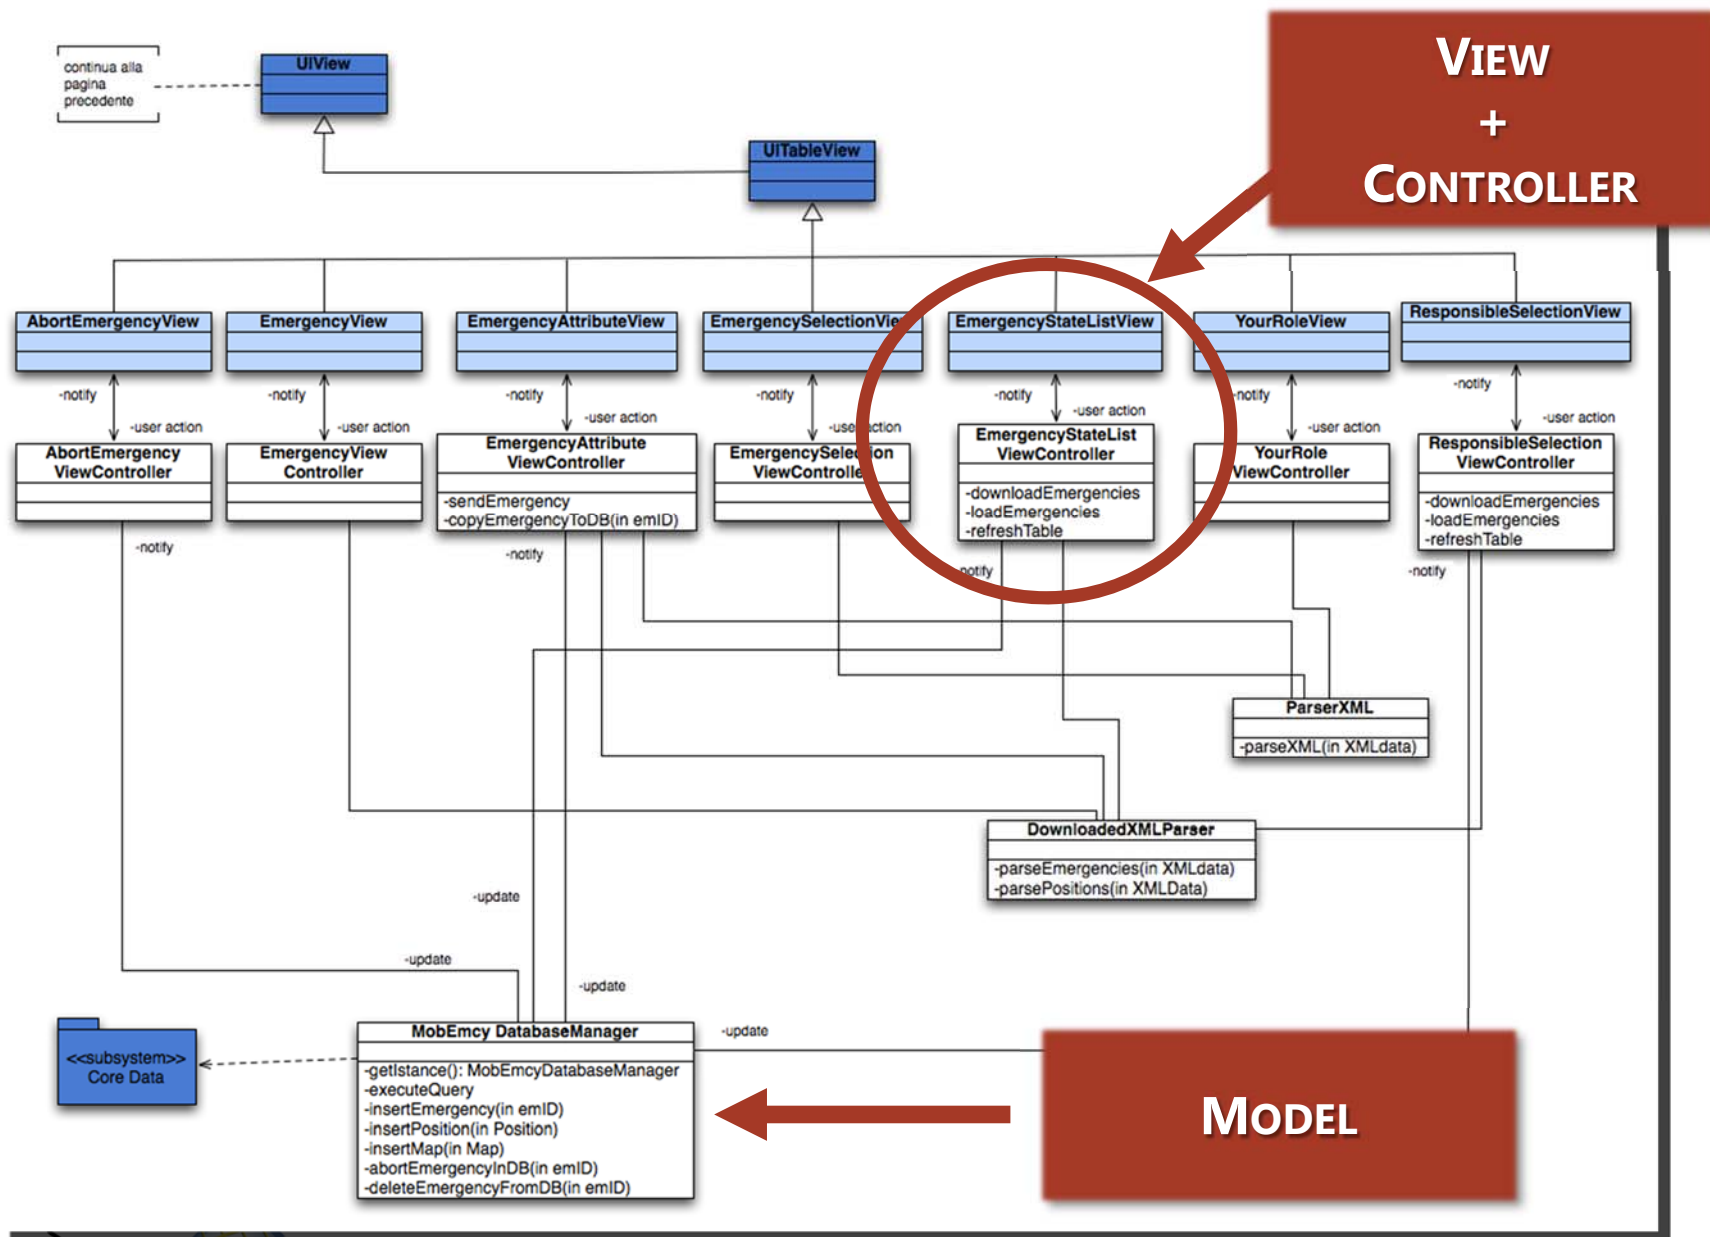 continua alla
pagina
precedente
UIView
UITableView
VIEW
+
CONTROLLER
AbortEmergencyView
EmergencyView
EmergencyAttributeView
EmergencySelectionView
EmergencyStateListView
YourRoleView
ResponsibleSelectionView
-notify
-notify
-notify
-notify
-notify
-notify
-notify
-user action
-user action
-user action
-user action
-user action
-user action
-user action
AbortEmergency
ViewController
EmergencyView
Controller
EmergencyAttribute
ViewController
-sendEmergency
-copyEmergencyToDB(in emID)
EmergencySelection
ViewController
EmergencyStateList
ViewController
-downloadEmergencies
-loadEmergencies
-refreshTable
YourRole
ViewController
ResponsibleSelection
ViewController
-downloadEmergencies
-loadEmergencies
-refreshTable
-notify
-notify
-notify
-notify
ParserXML
-parseXML(in XMLdata)
DownloadedXMLParser
-parseEmergencies(in XMLdata)
-parsePositions(in XMLData)
-update
-update
-update
-update
<<subsystem>>
Core Data
MobEmcy DatabaseManager
-getIstance(): MobEmcyDatabaseManager
-executeQuery
-insertEmergency(in emID)
-insertPosition(in Position)
-insertMap(in Map)
-abortEmergencyInDB(in emID)
-deleteEmergencyFromDB(in emID)
MODEL